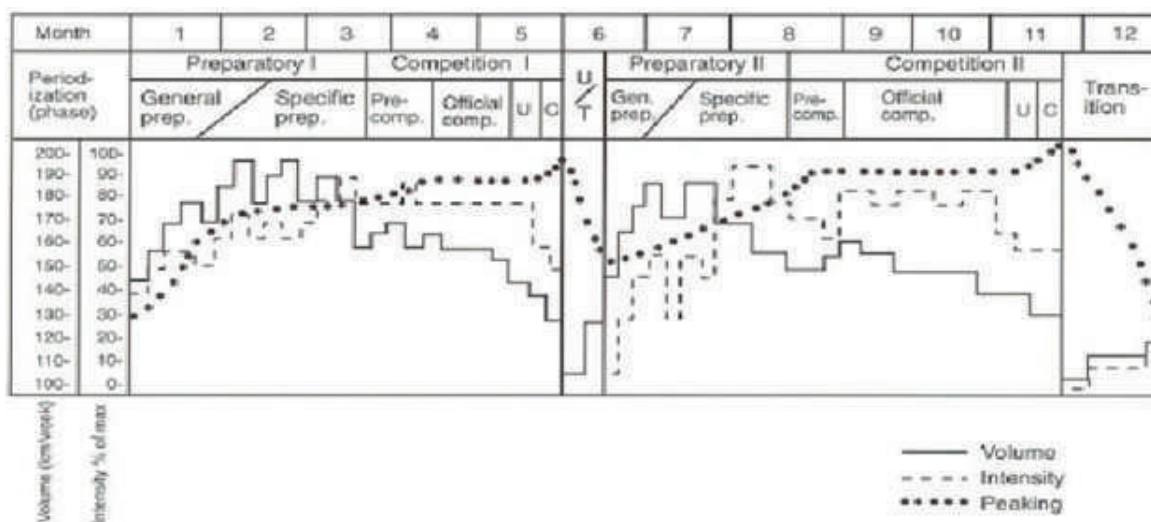 Month 1 2 3 4 5 6 7 8 9 10 11 12
Period-
ization
(phase)
Preparatory I Competition I
General
prep.
Specific
prep.
Pre-
comp.
Official
comp.
U C
U
T
Preparatory II Competition II
Gen.
prep.
Specific
prep.
Pre-
comp.
Official
comp.
U C
Trans-
ition
200- 100-
190- 90-
180- 80-
170- 70-
160- 60-
150- 50-
140- 40-
130- 30-
120- 20-
110- 10-
100- 0-
Volume (km/week)
Intensity % of max
Volume
Intensity
Peaking